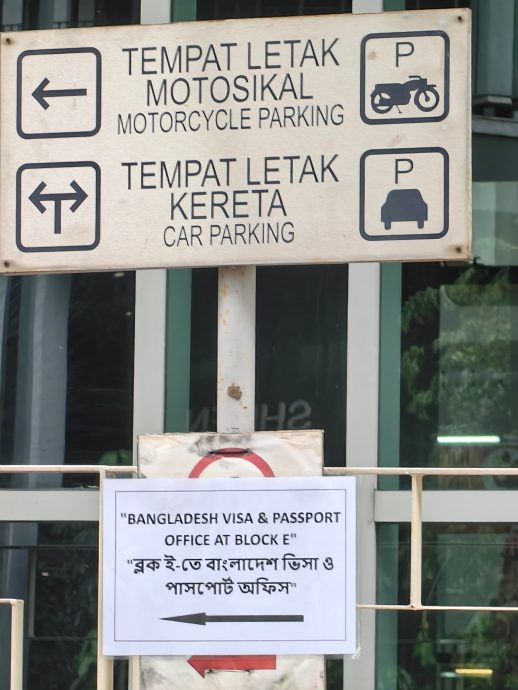 TEMPAT LETAK
MOTOSIKAL
MOTORCYCLE PARKING
P
TEMPAT LETAK
KERETA
CAR PARKING
P
"BANGLADESH VISA & PASSPORT
OFFICE AT BLOCK E"
"ব্লক ই-তে বাংলাদেশ ভিসা ও
পাসপোর্ট অফিস"